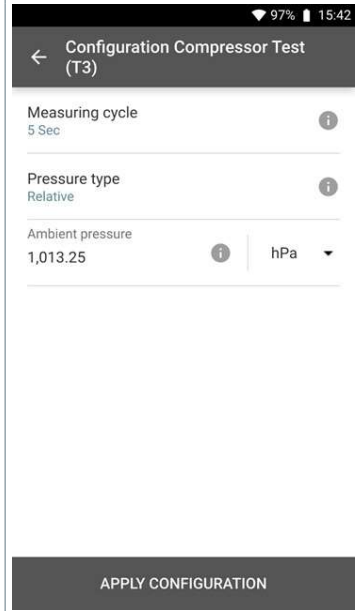 97% 15:42
Configuration Compressor Test
(T3)
Measuring cycle
5 Sec
Pressure type
Relative
Ambient pressure
1,013.25 hPa
APPLY CONFIGURATION